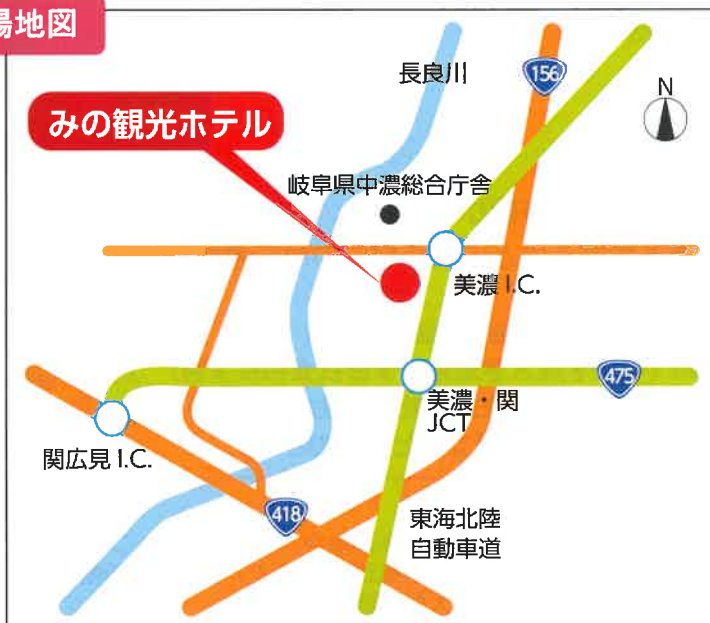 場地図
長良川
156
N
みの観光ホテル
岐阜県中濃総合庁舎
美濃I.C.
475
美濃・関
JCT
関広見I.C.
418
東海北陸
自動車道